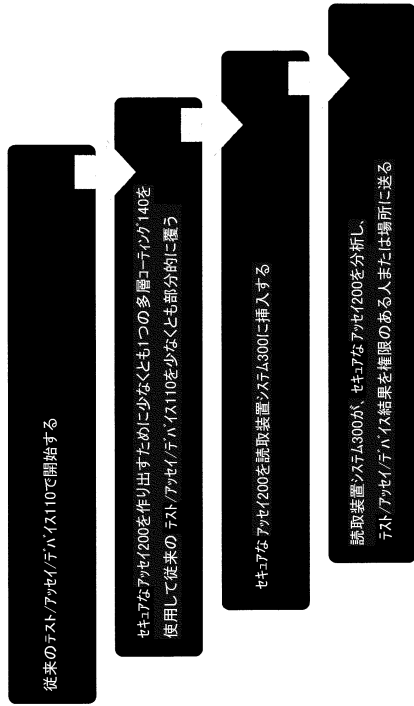 従来のテスト/アッセイ/デバイス110で開始する
セキュアなアッセイ200を作り出すために少なくとも1つの多層コーティング140を
使用して従来の テスト/アッセイ/デバイス110を少なくとも部分的に覆う
セキュアな アッセイ200を読取装置システム300に挿入する
読取装置システム300が、セキュアな アッセイ200を分析し、
テスト/アッセイ/デバイス結果を権限のある人または場所に送る